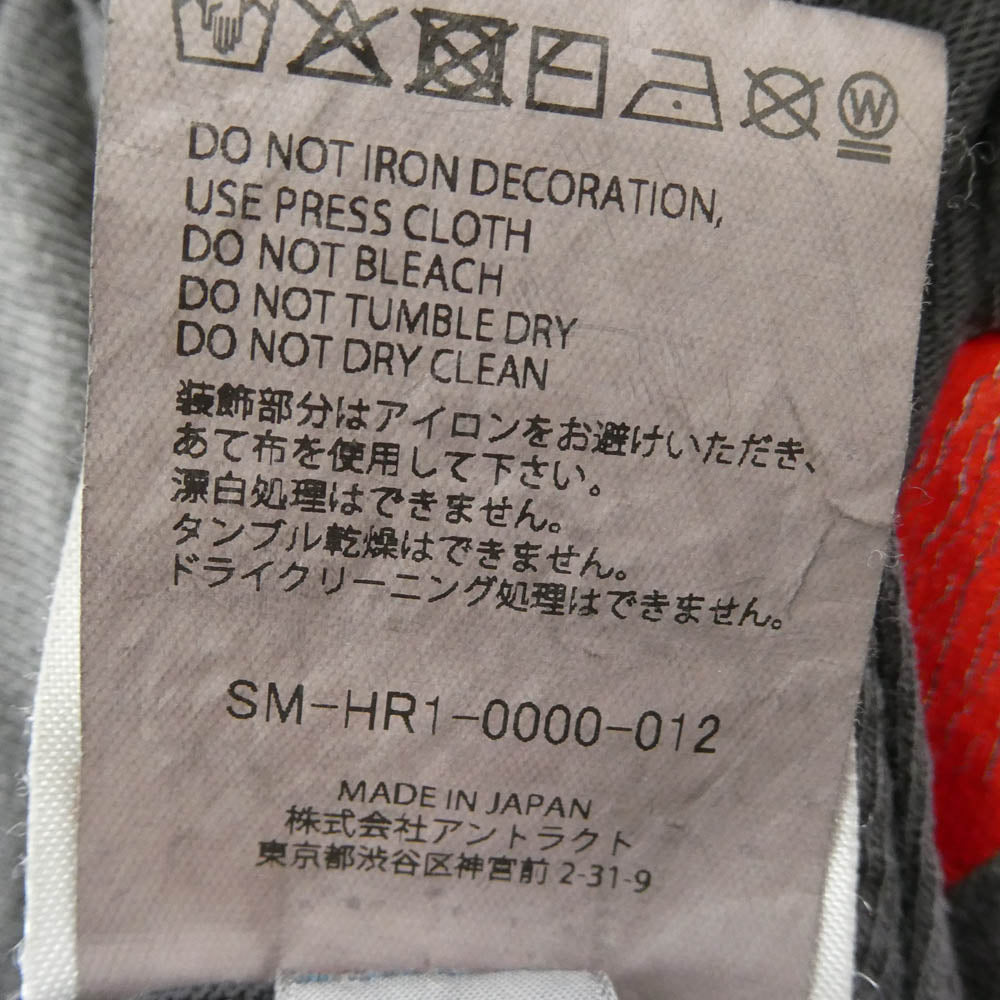 W
DO NOT IRON DECORATION,
USE PRESS CLOTH
DO NOT BLEACH
DO NOT TUMBLE DRY
DO NOT DRY CLEAN
装飾部分はアイロンをお避けいただき、
あて布を使用して下さい。
漂白処理はできません。
タンブル乾燥はできません。
ドライクリーニング処理はできません。
SM-HR1-0000-012
MADE IN JAPAN
株式会社アントラクト
東京都渋谷区神宮前 2-31-9